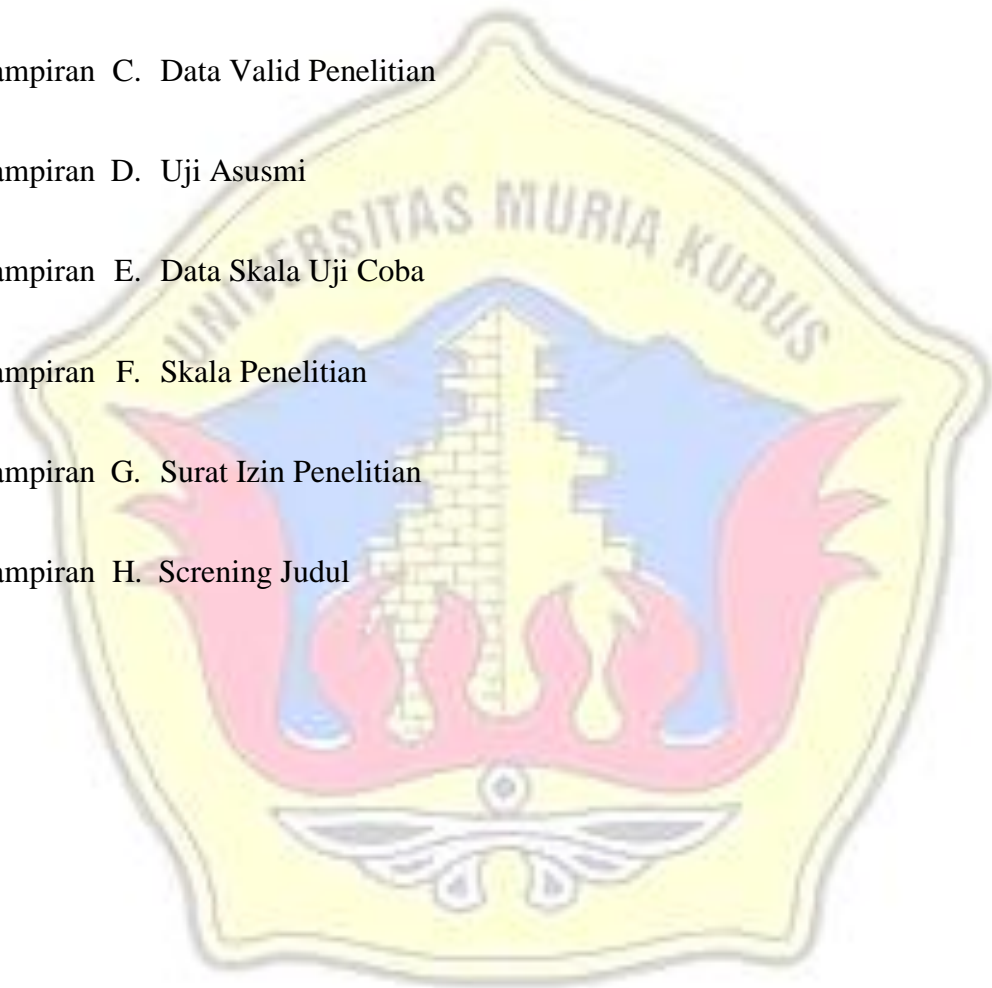 ampiran C. Data Valid Penelitian
ampiran D. Uji Asusmi
UNIVERSITAS MURIA KUDUS
ampiran E. Data Skala Uji Coba
ampiran F. Skala Penelitian
ampiran G. Surat Izin Penelitian
ampiran H. Screning Judul